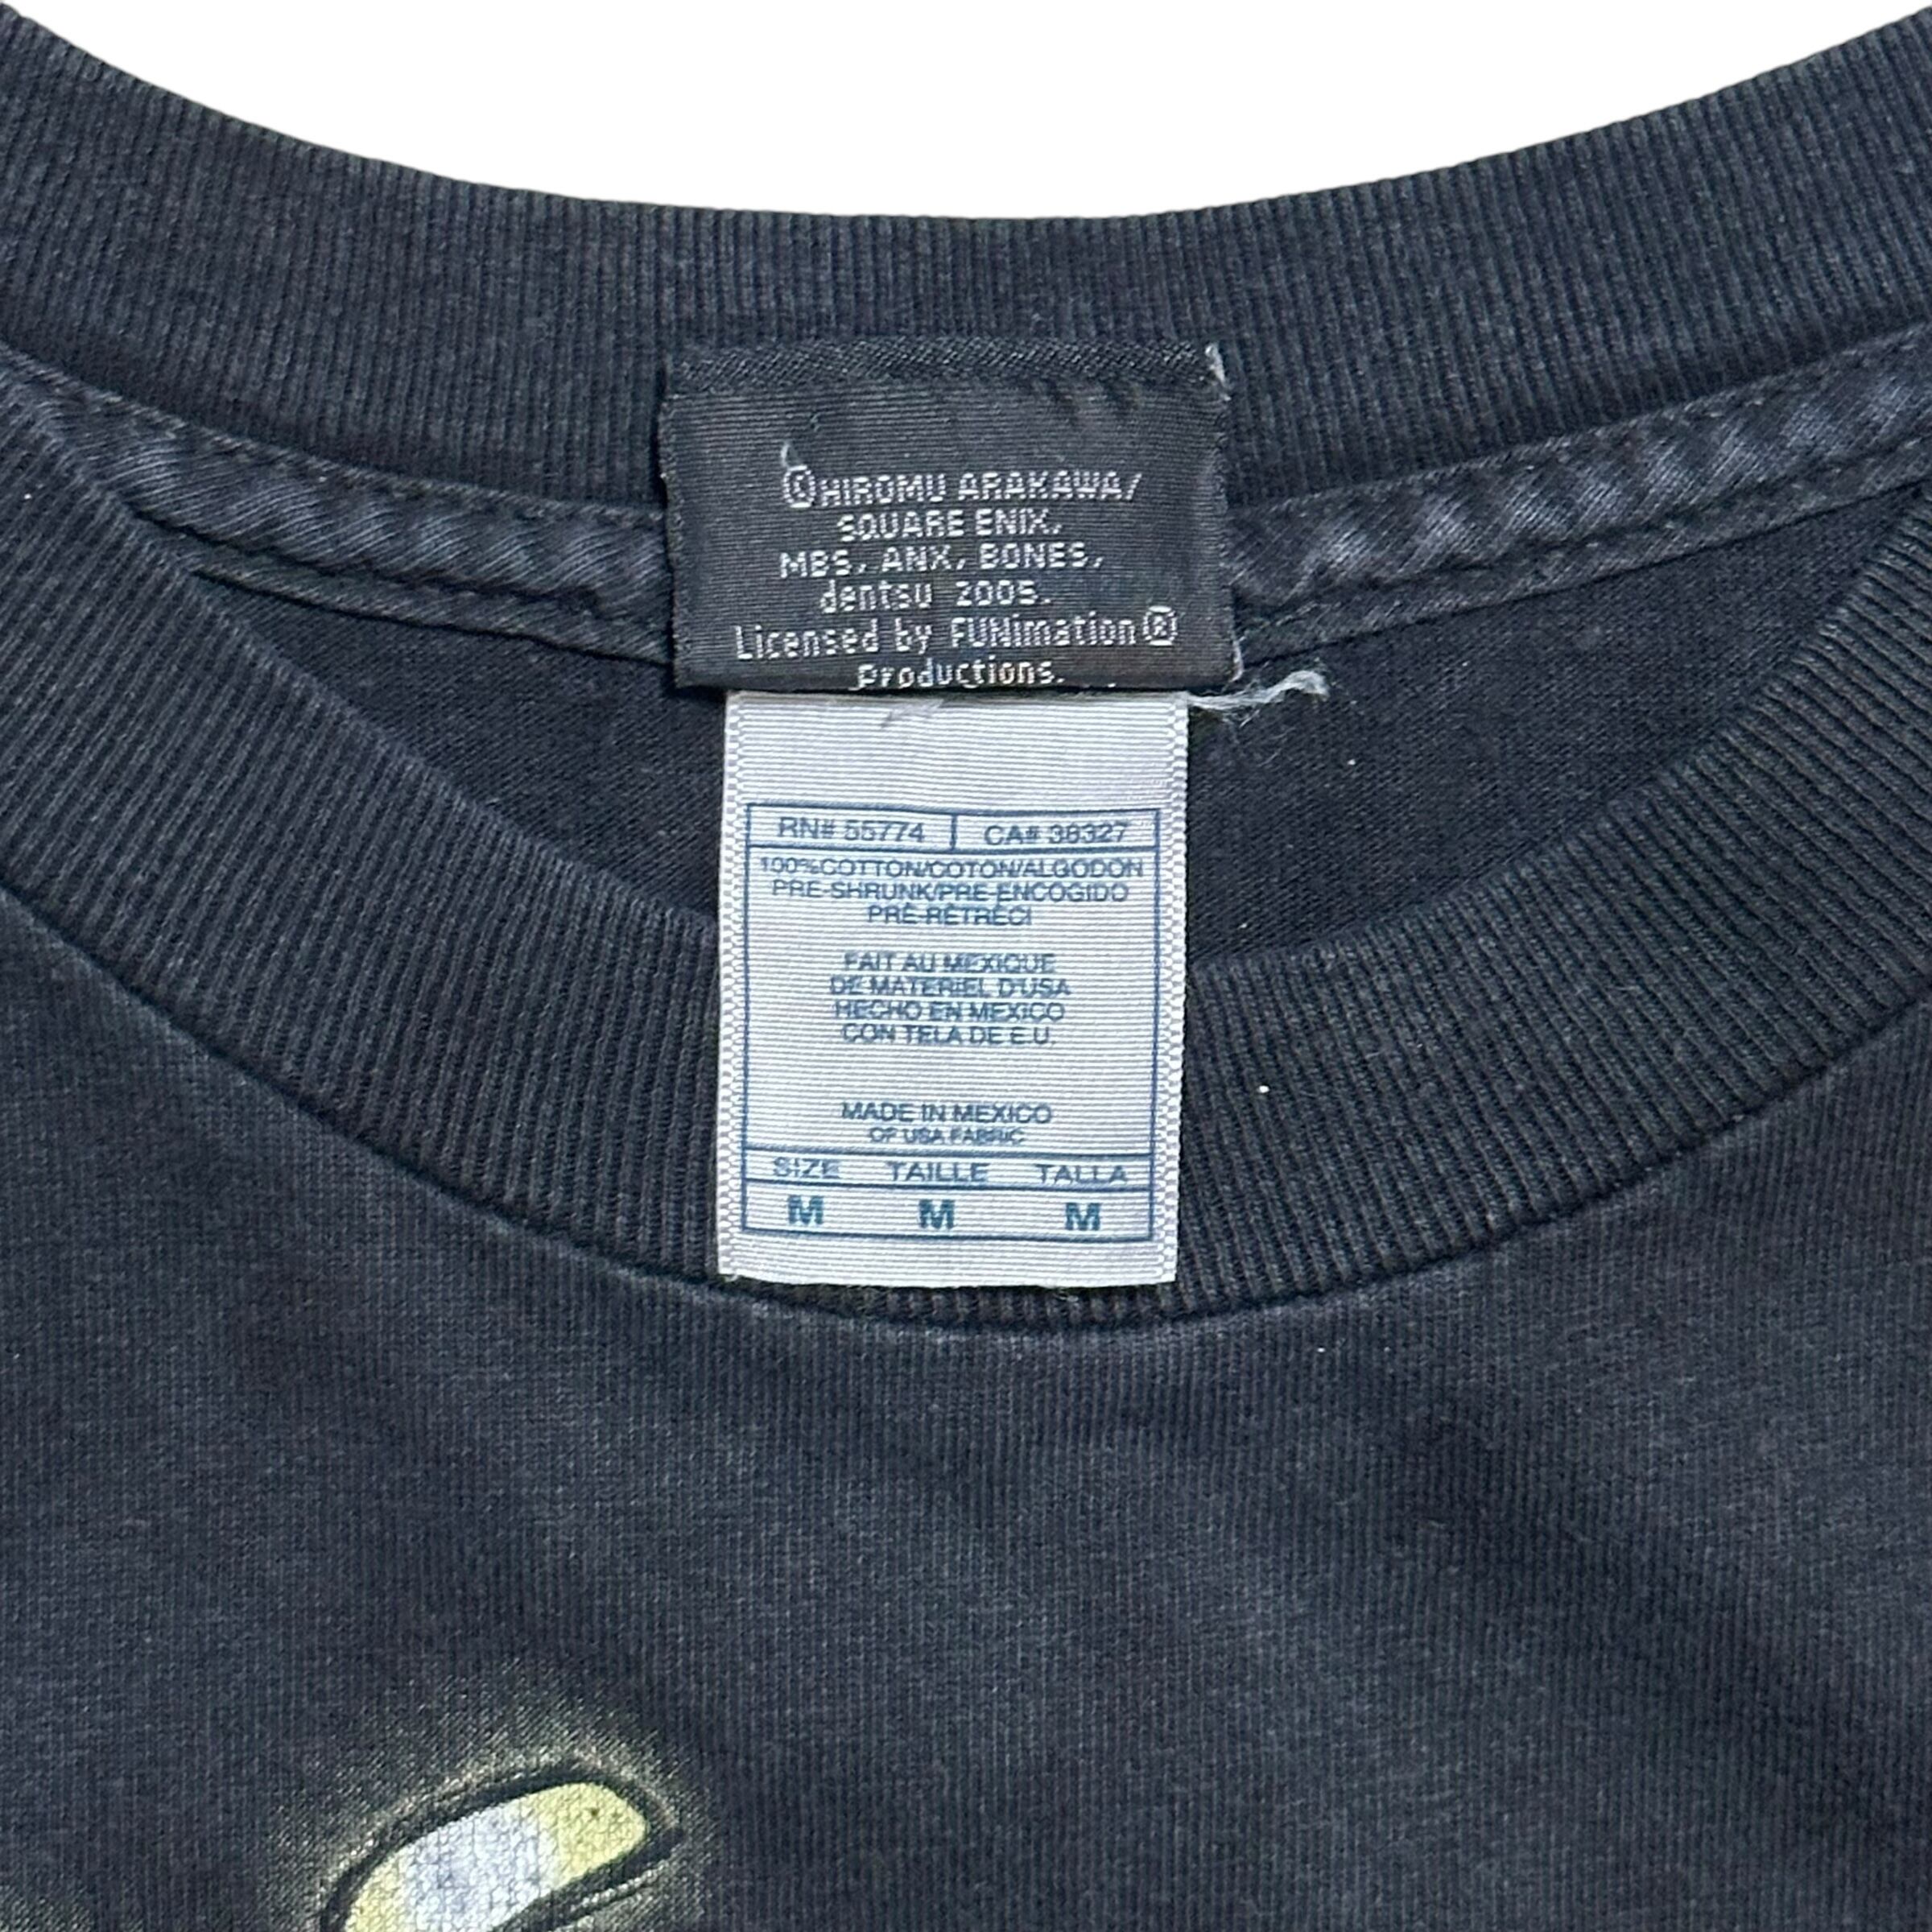 ©HIROMU ARAKAWA/
SQUARE ENIX,
MBS, ANX, BONES,
dentsu 2005.
Licensed by FUNimation®
Productions.
RN# 55774 CA# 38327
100%COTTON/COTON/ALGODON
PRE-SHRUNK/PRE-ENCOGIDO
PRÉ-RÉTRÉCI
FAIT AU MEXIQUE
DE MATERIEL D'USA
HECHO EN MEXICO
CON TELA DE E.U.
MADE IN MEXICO
OF USA FABRIC
SIZE TAILLE TALLA
M M M